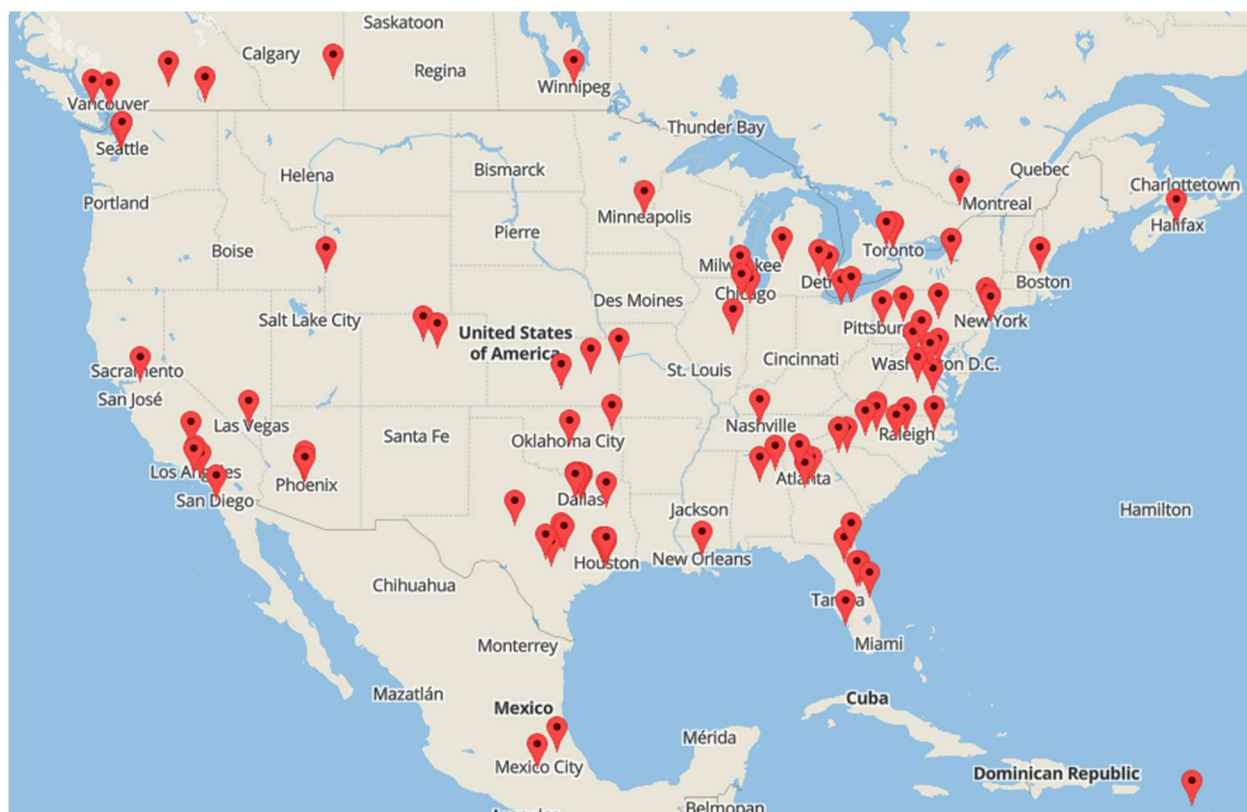 Saskatoon
Calgary
Regina
Winnipeg
Vancouver
Thunder Bay
Seattle
Quebec
Helena
Bismarck
Charlottetown
Montreal
Portland
Minneapolis
Halifax
Pierre
Boise
Toronto
Milwaukee
Detr
Boston
Chicago
Des Moines
Salt Lake City
New York
Pittsbur
United States
of America
Cincinnati
Sacramento
St. Louis
Washington D.C.
San José
Las Vegas
Nashville
Santa Fe
Oklahoma City
Raleigh
Los Angeles
Phoenix
Atlanta
San Diego
Dallas
Jackson
Hamilton
New Orleans
Houston
Chihuahua
Tampa
Monterrey
Miami
Mazatlán
Cuba
Mexico
Mérida
Mexico City
Dominican Republic
Belmopan